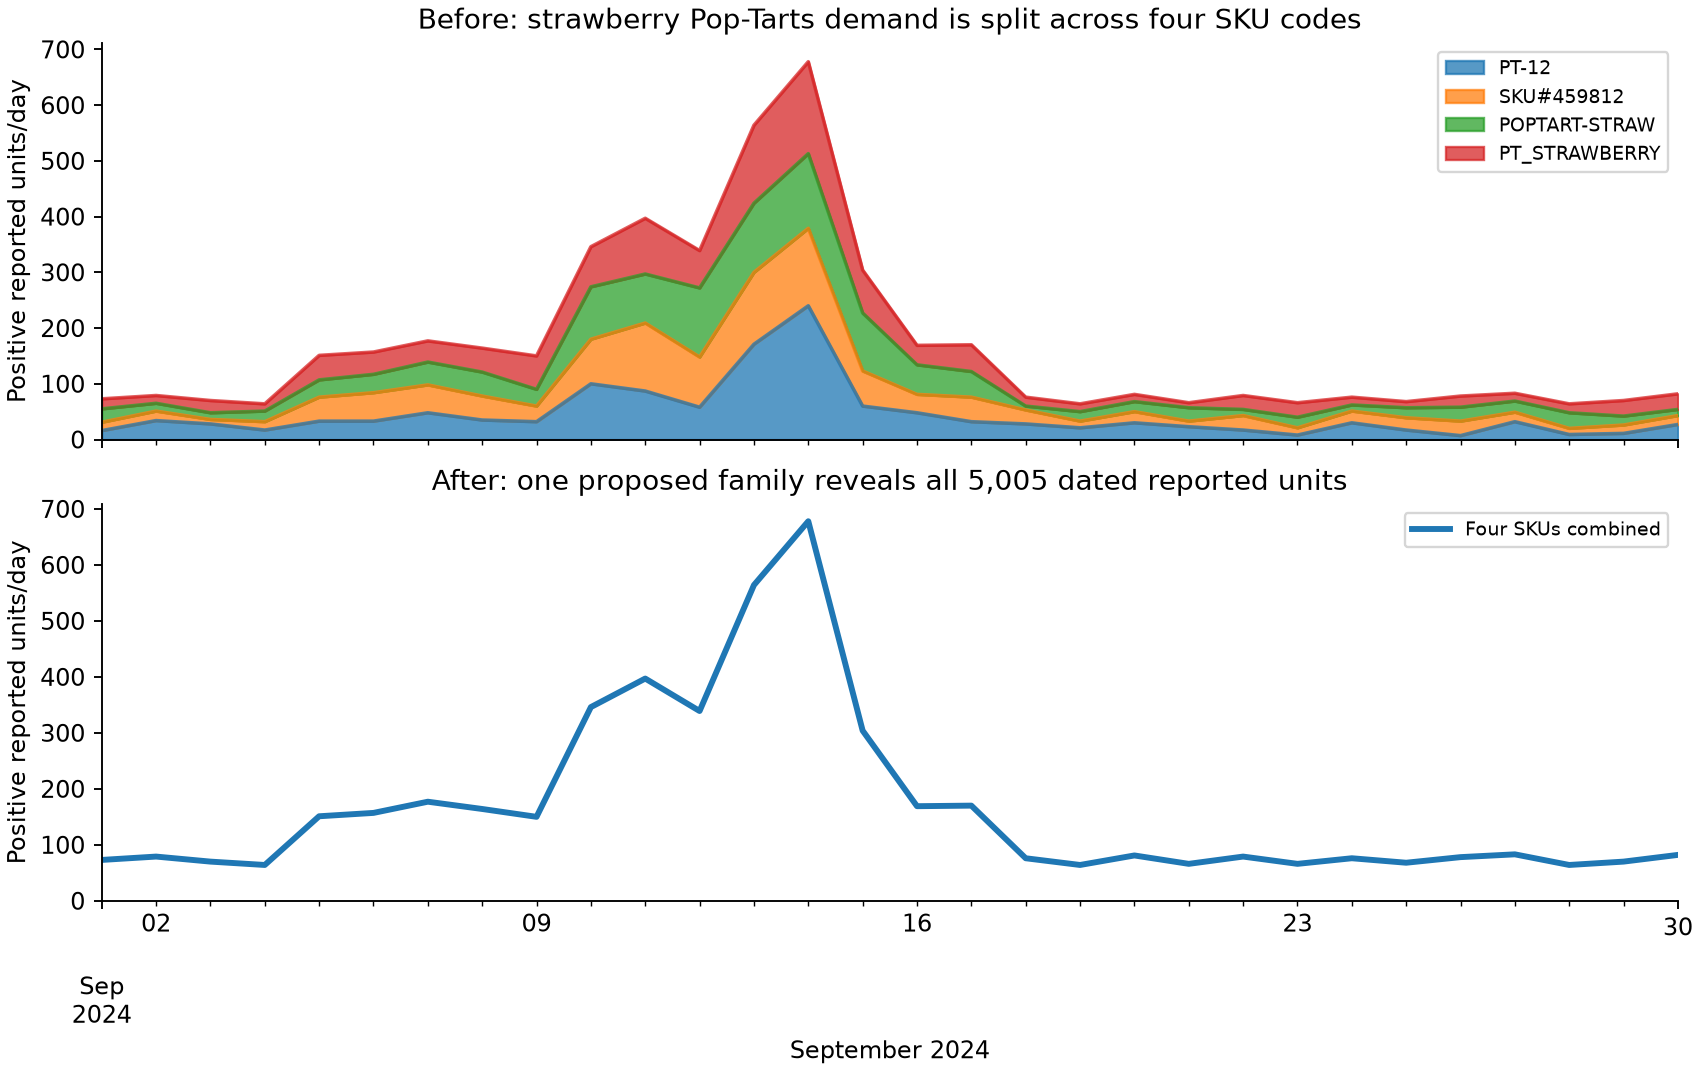 Before: strawberry Pop-Tarts demand is split across four SKU codes
Positive reported units/day
700
600
500
400
300
200
100
0
PT-12
SKU#459812
POPTART-STRAW
PT_STRAWBERRY
After: one proposed family reveals all 5,005 dated reported units
Positive reported units/day
700
600
500
400
300
200
100
0
Four SKUs combined
02
09
16
23
30
Sep
2024
September 2024